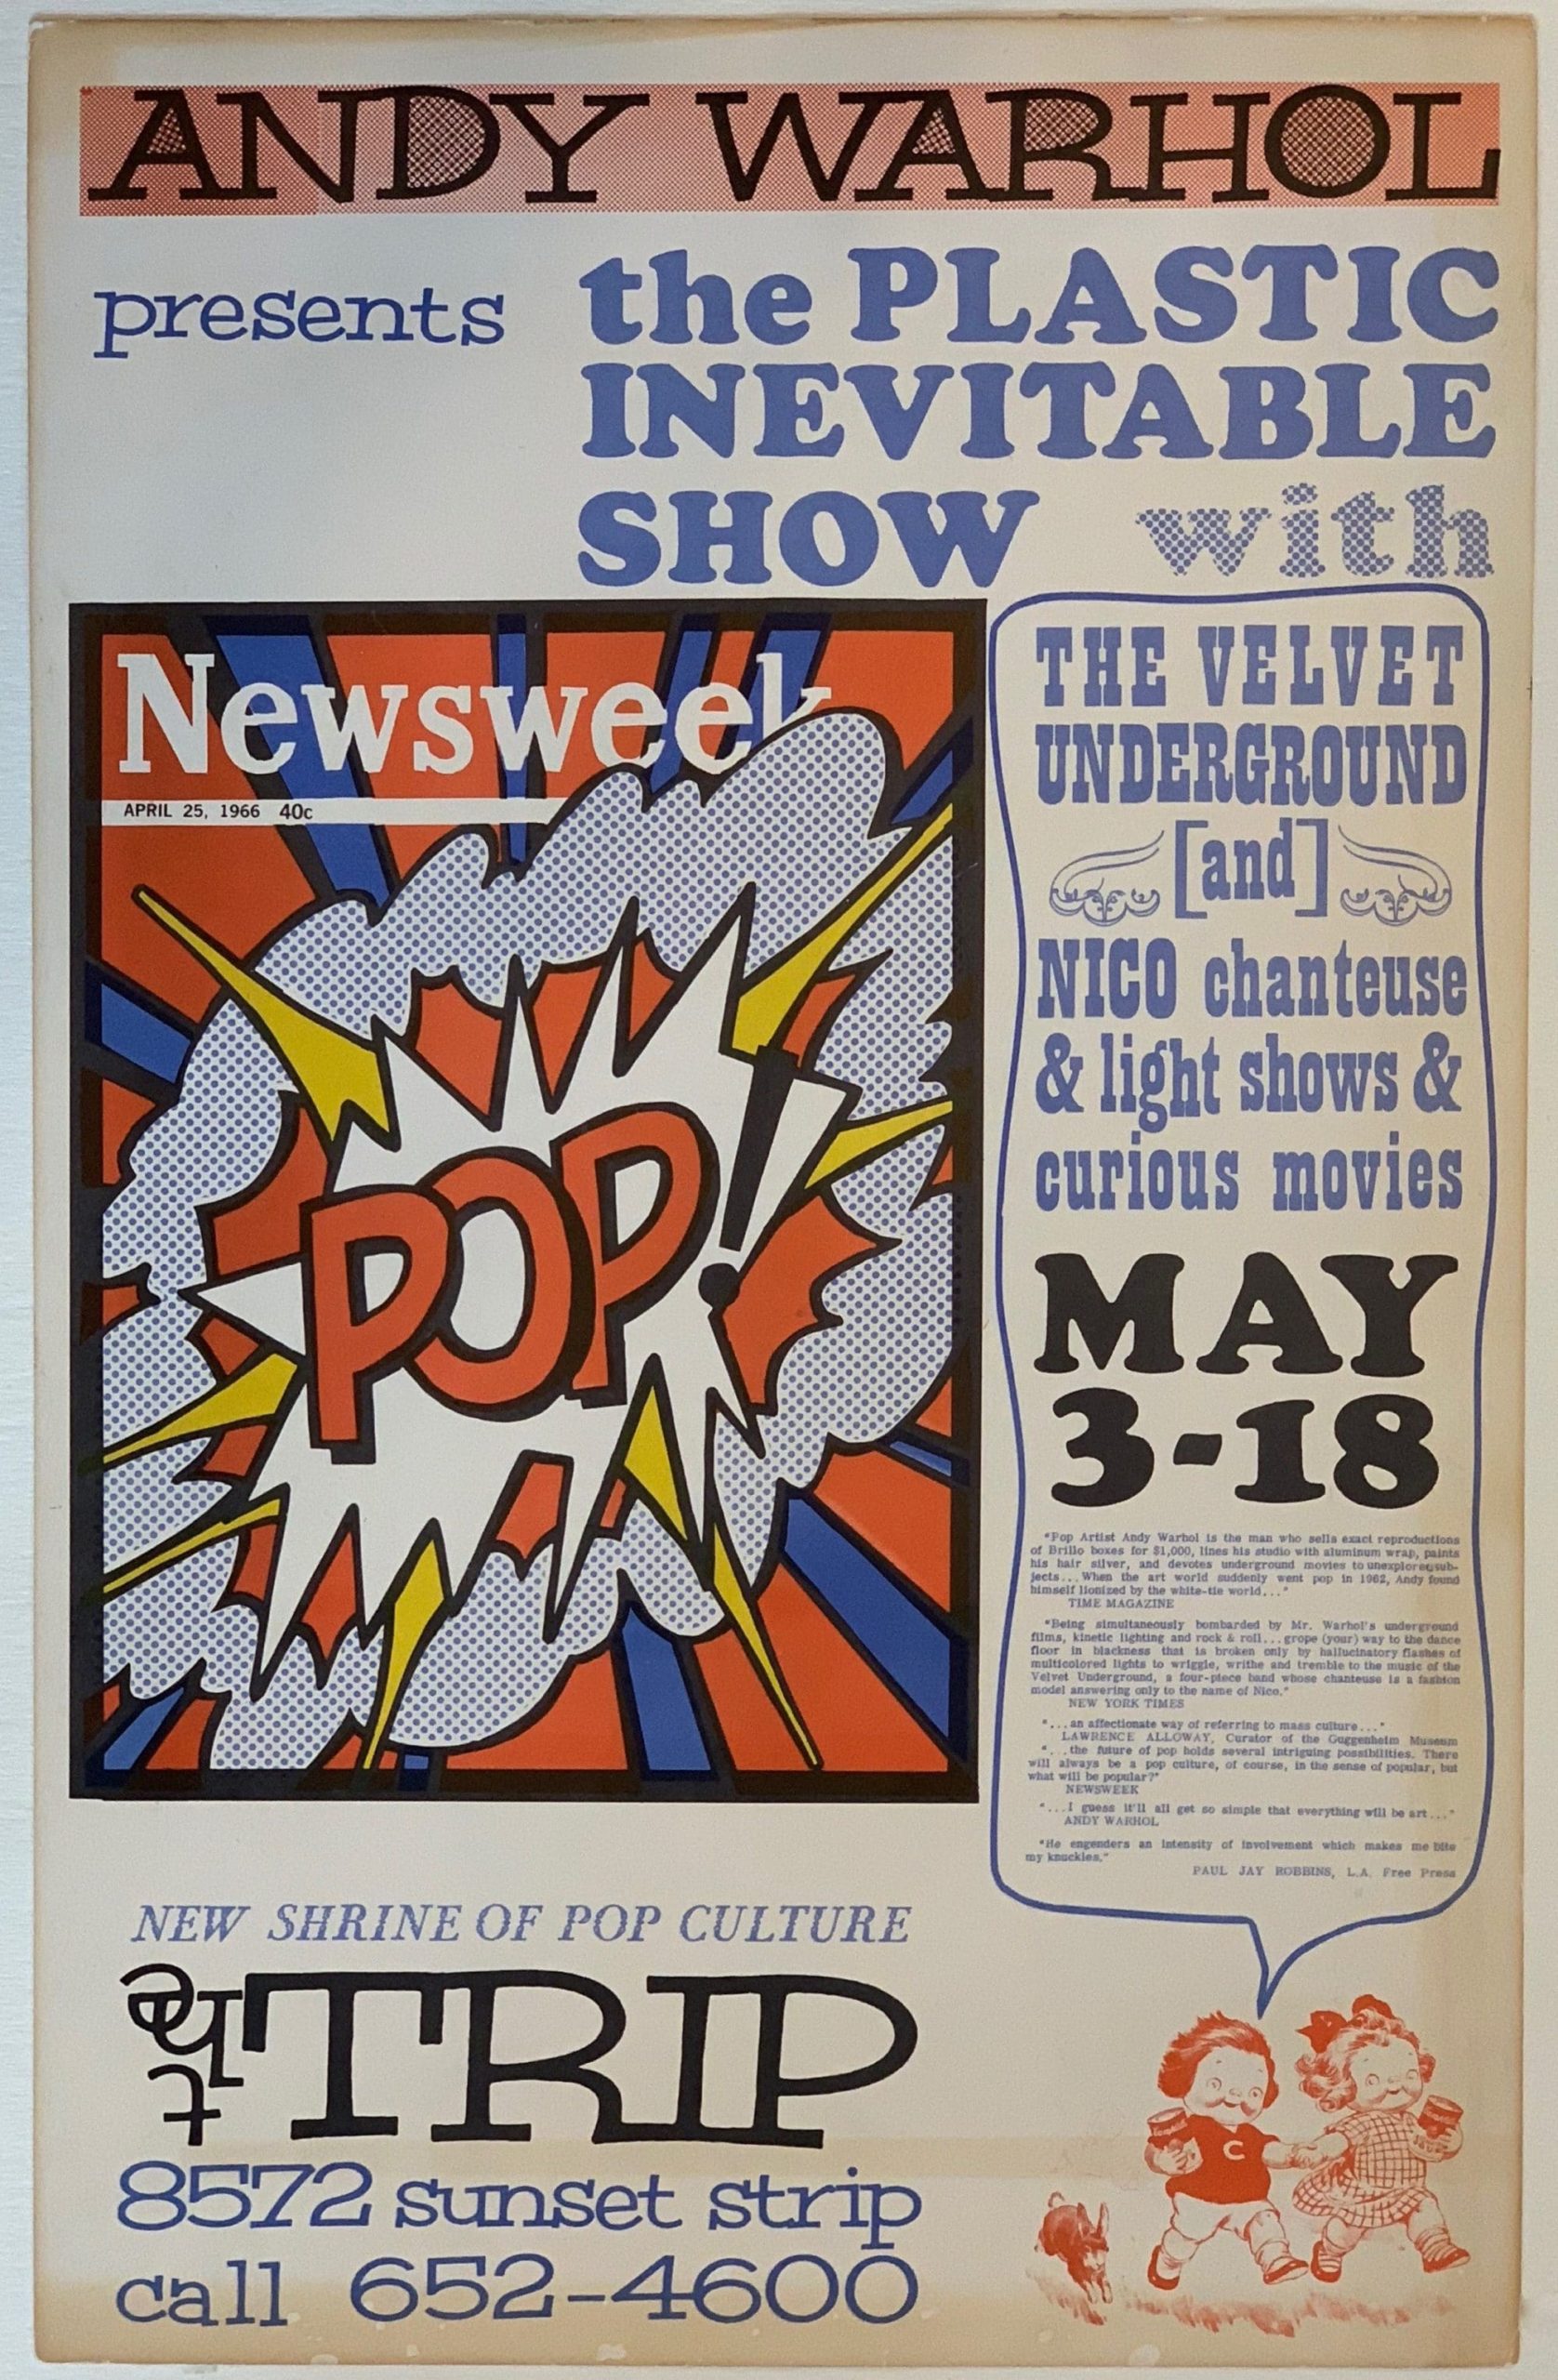 ANDY WARHOL
presents
the PLASTIC
INEVITABLE
SHOW with
Newsweek
APRIL 25, 1966 40c
POP!
THE VELVET
UNDERGROUND
[and]
NICO chanteuse
& light shows &
curious movies
MAY
3-18
"Pop Artist Andy Warhol is the man who sells exact reproductions
of Brillo boxes for $1,000, lines his studio with aluminum wrap, paints
his hair silver, and devotes underground movies to unexplored sub-
jects...When the art world suddenly went pop in 1962, Andy found
himself lionized by the white-tie world..."
TIME MAGAZINE
"Being simultaneously bombarded by Mr. Warhol's underground
films, kinetic lighting and rock & roll...grope (your) way to the dance
floor in blackness that is broken only by hallucinatory flashes of
multicolored lights to wriggle, writhe and tremble to the music of the
Velvet Underground, a four-piece band whose chanteuse is a fashion
model answering only to the name of Nico."
NEW YORK TIMES
"...an affectionate way of referring to mass culture..."
LAWRENCE ALLOWAY, Curator of the Guggenheim Museum
"...the future of pop holds several intriguing possibilities. There
will always be a pop culture, of course, in the sense of popular, but
what will be popular?"
NEWSWEEK
"...I guess it'll all get so simple that everything will be art..."
ANDY WARHOL
"He engenders an intensity of involvement which makes me bite
my knuckles."
PAUL JAY ROBBINS, L.A. Free Press
NEW SHRINE OF POP CULTURE
the TRIP
8572 sunset strip
call 652-4600
C